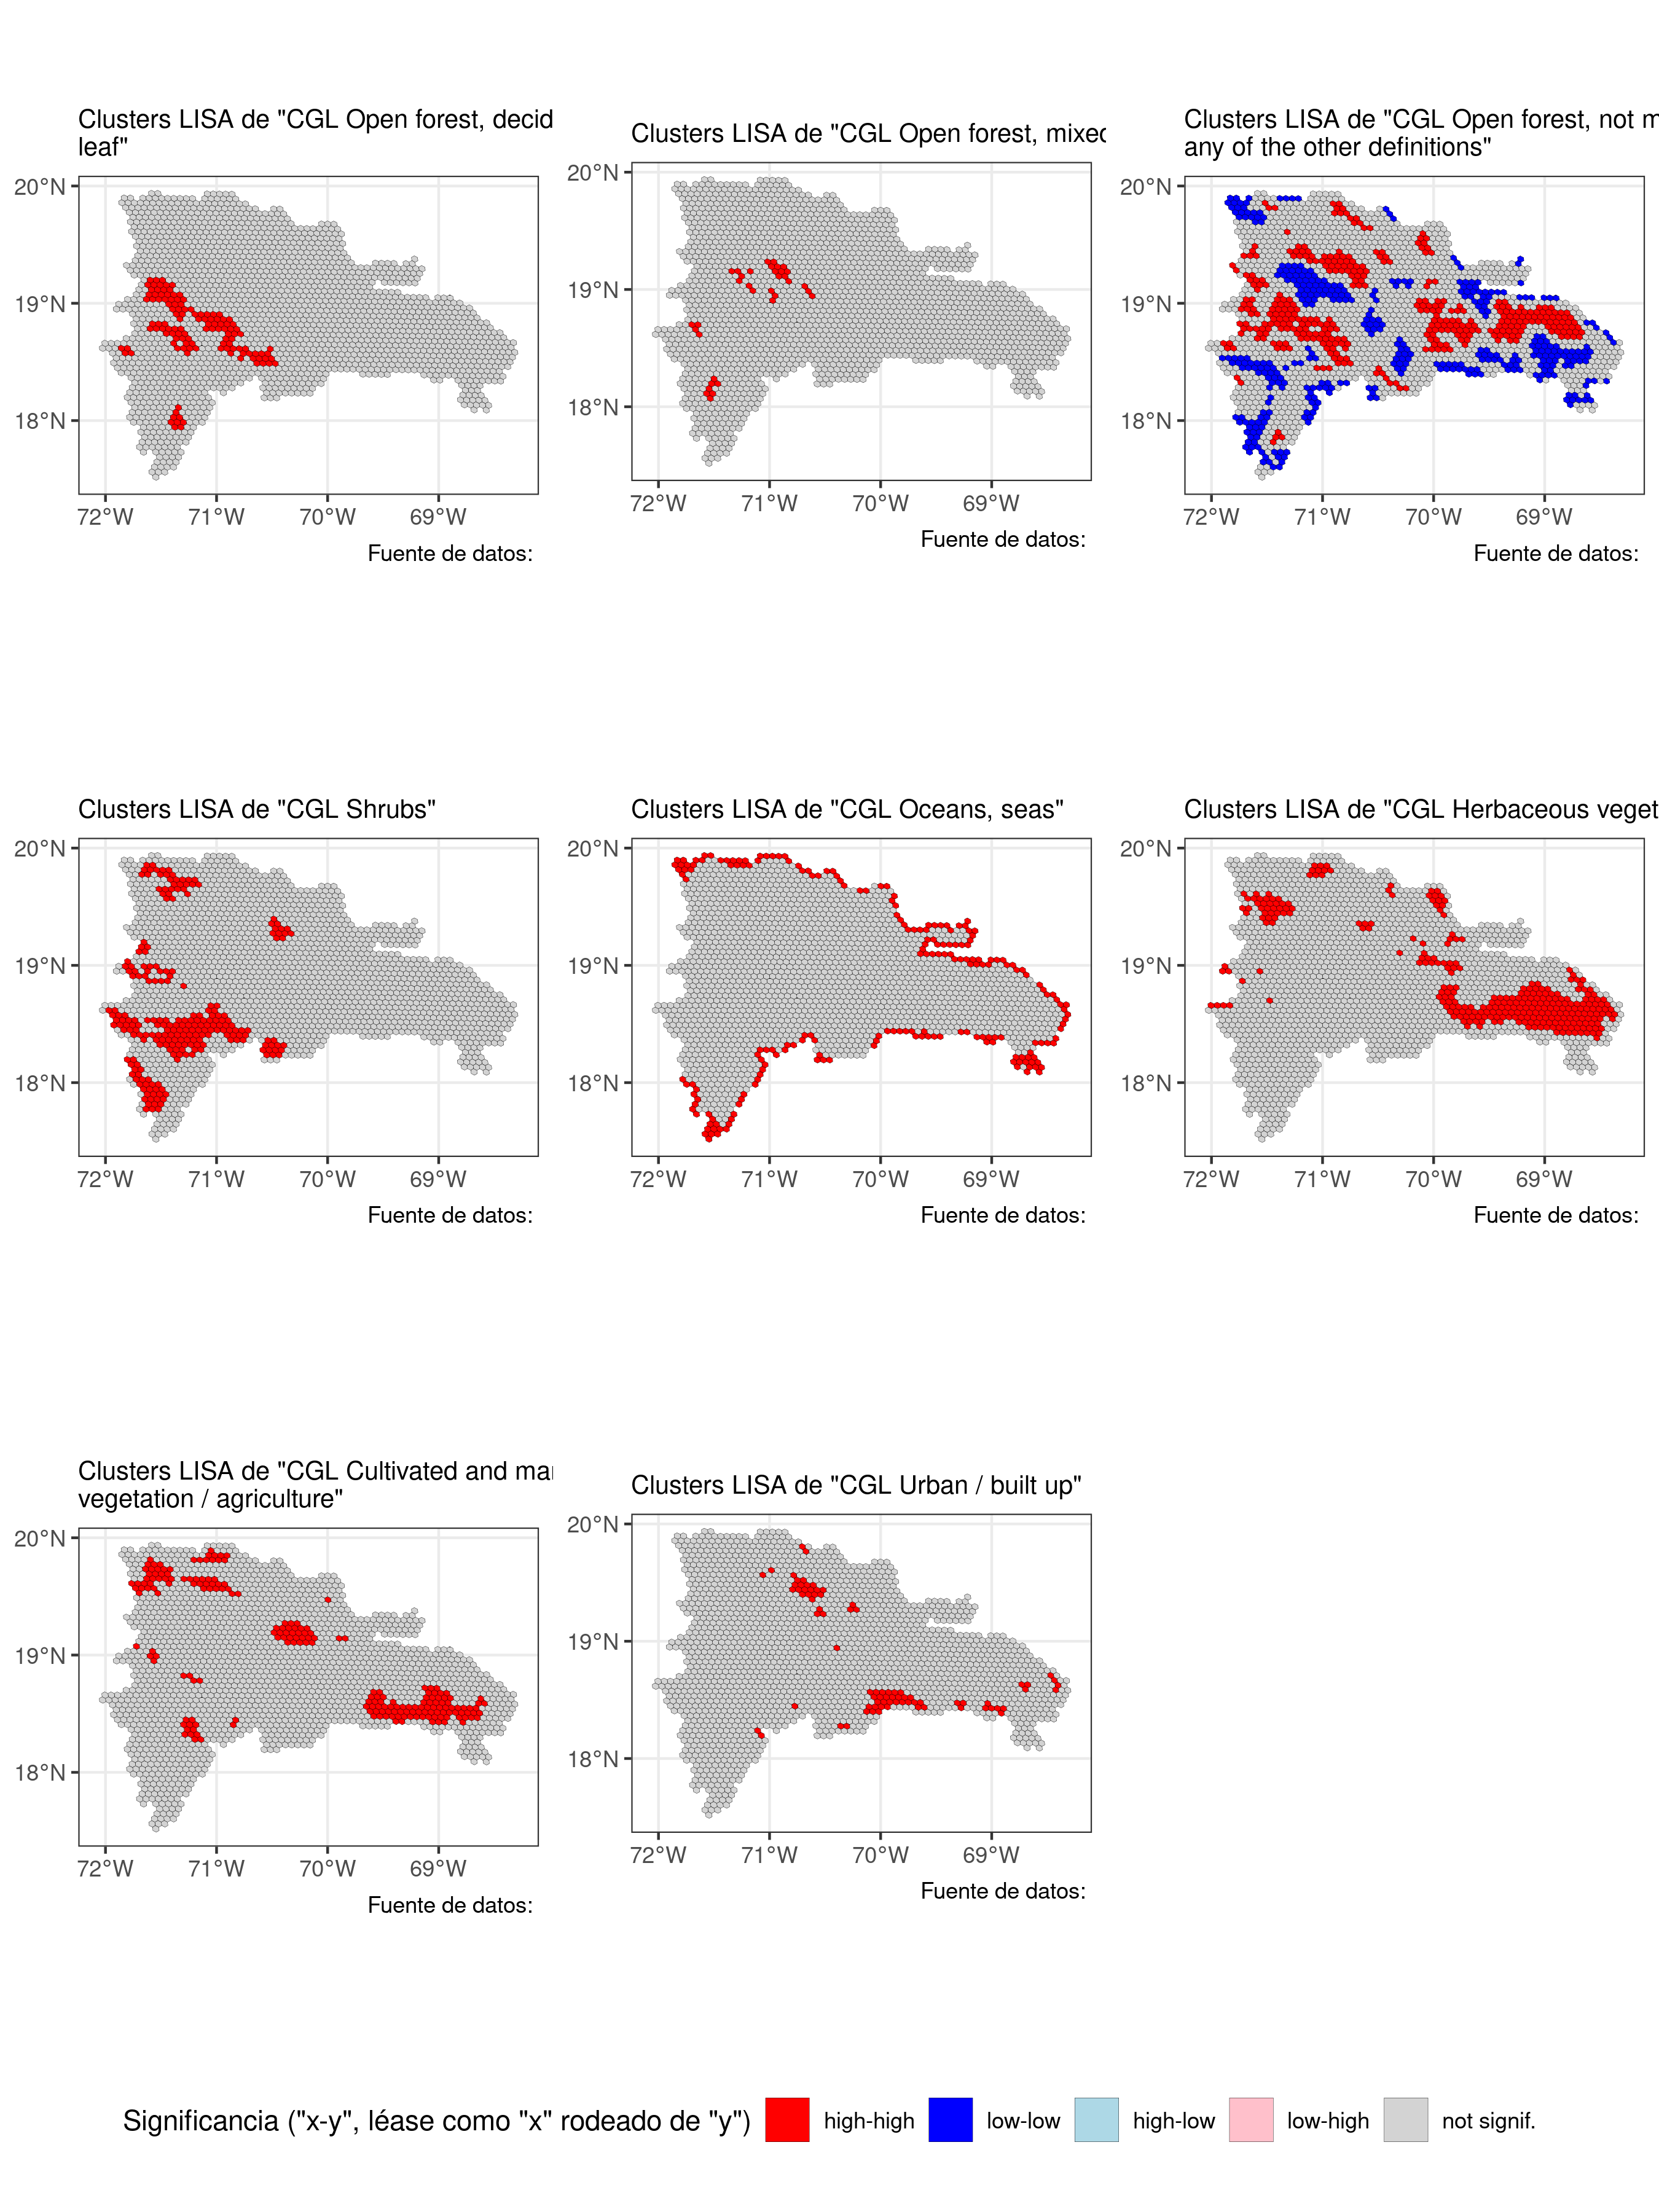 Clusters LISA de "CGL Open forest, decid
leaf"
20°N
19°N
18°N
72°W 71°W 70°W 69°W
Fuente de datos:
Clusters LISA de "CGL Open forest, mixed
20°N
19°N
18°N
72°W 71°W 70°W 69°W
Fuente de datos:
Clusters LISA de "CGL Open forest, not m
any of the other definitions"
20°N
19°N
18°N
72°W 71°W 70°W 69°W
Fuente de datos:
Clusters LISA de "CGL Shrubs"
20°N
19°N
18°N
72°W 71°W 70°W 69°W
Fuente de datos:
Clusters LISA de "CGL Oceans, seas"
20°N
19°N
18°N
72°W 71°W 70°W 69°W
Fuente de datos:
Clusters LISA de "CGL Herbaceous veget
20°N
19°N
18°N
72°W 71°W 70°W 69°W
Fuente de datos:
Clusters LISA de "CGL Cultivated and ma
vegetation / agriculture"
20°N
19°N
18°N
72°W 71°W 70°W 69°W
Fuente de datos:
Clusters LISA de "CGL Urban / built up"
20°N
19°N
18°N
72°W 71°W 70°W 69°W
Fuente de datos:
Significancia ("x-y", léase como "x" rodeado de "y") high-high low-low high-low low-high not signif.